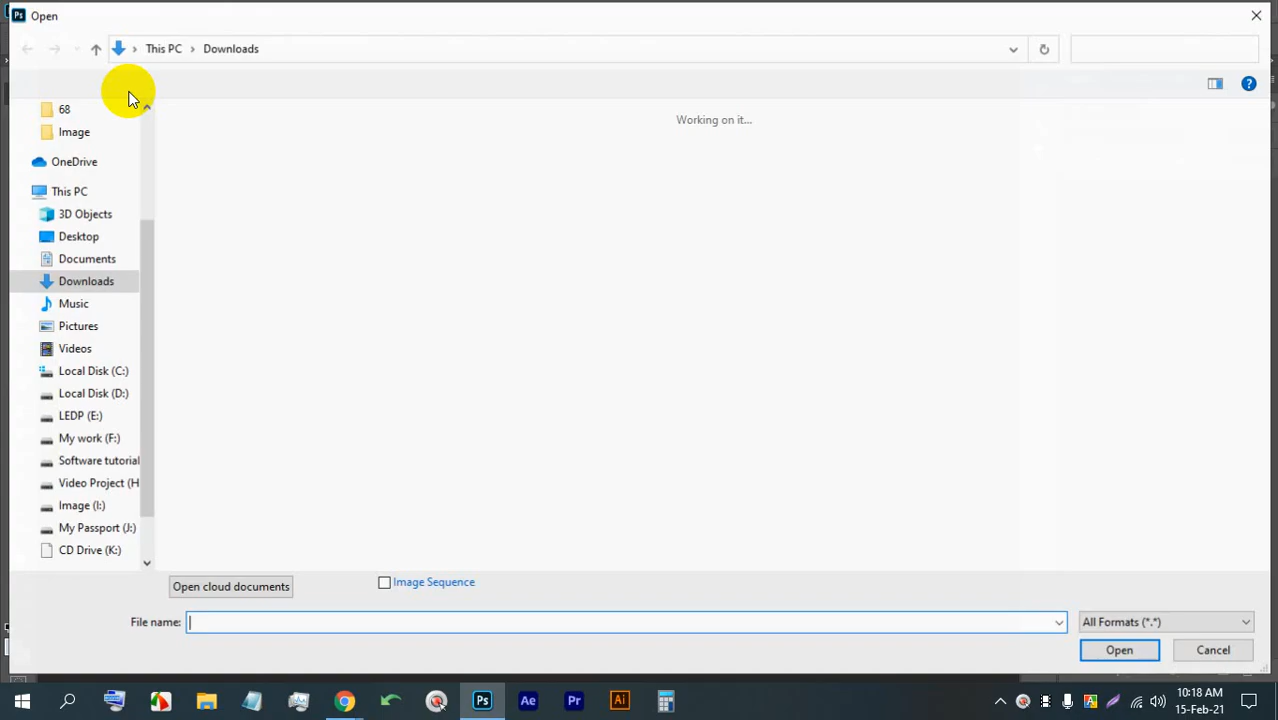 Ps Open
This PC Downloads
68
Image
Working on it...
OneDrive
This PC
3D Objects
Desktop
Documents
Downloads
Music
Pictures
Videos
Local Disk (C:)
Local Disk (D:)
LEDP (E:)
My work (F:)
Software tutorial
Video Project (H
Image (I:)
My Passport (J:)
CD Drive (K:)
Open cloud documents Image Sequence
File name: All Formats (*.*)
Open Cancel
Ps Ae Pr Ai
10:18 AM
15-Feb-21